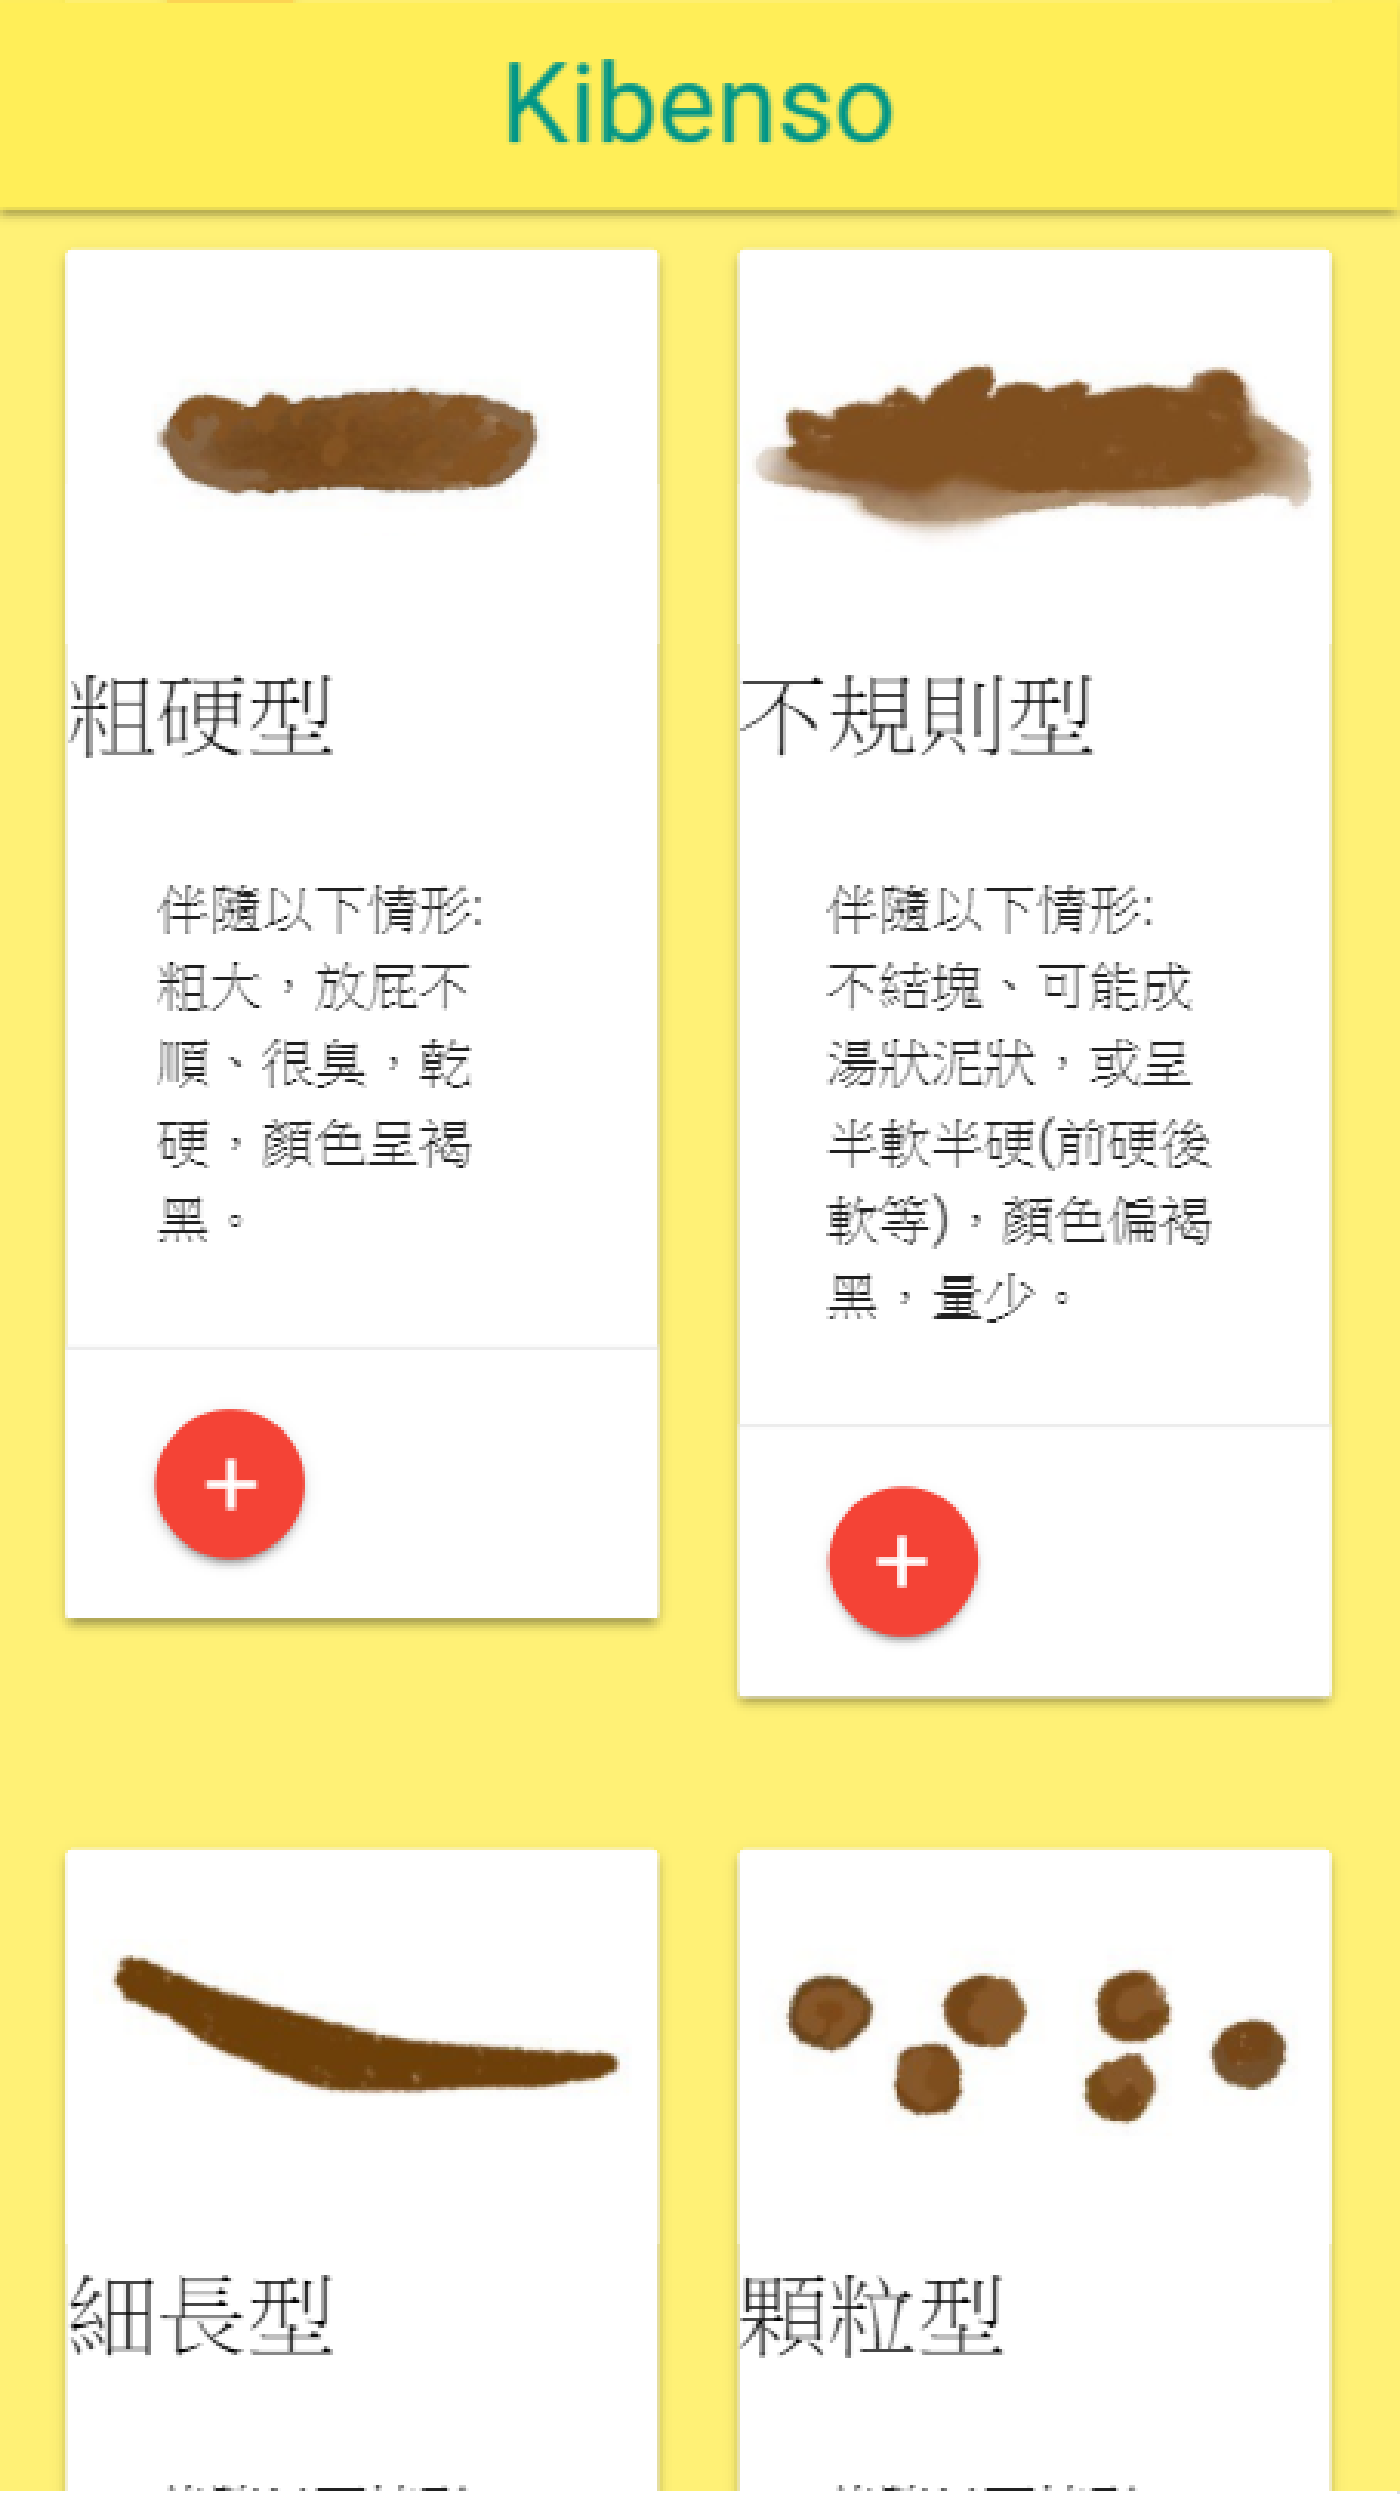 Kibenso
粗硬型
伴隨以下情形:
粗大，放屁不
順、很臭，乾
硬，顏色呈褐
黑。
不規則型
伴隨以下情形:
不結塊、可能成
湯狀泥狀，或呈
半軟半硬(前硬後
軟等)，顏色偏褐
黑，量少。
細長型
顆粒型